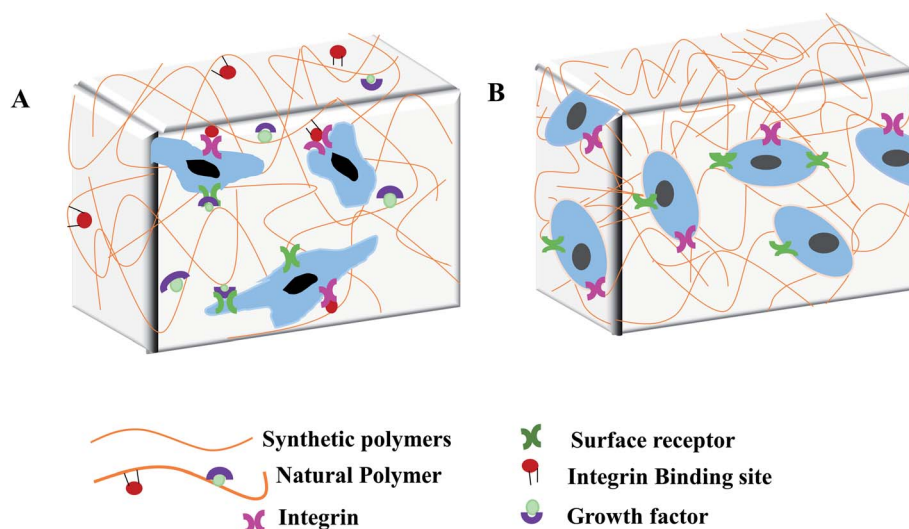 A
B
Synthetic polymers
Natural Polymer
Integrin
Surface receptor
Integrin Binding site
Growth factor